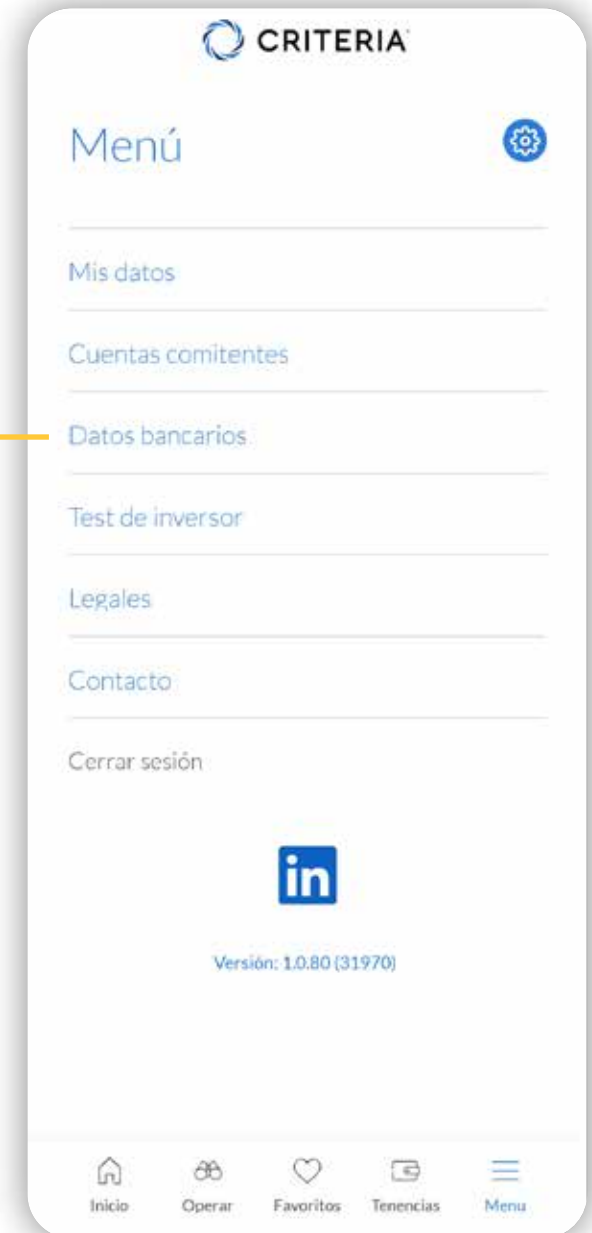 CRITERIA
Menú
Mis datos
Cuentas comitentes
Datos bancarios
Test de inversor
Legales
Contacto
Cerrar sesión
in
Versión: 1.0.80 (31970)
Inicio Operar Favoritos Tenencias Menu